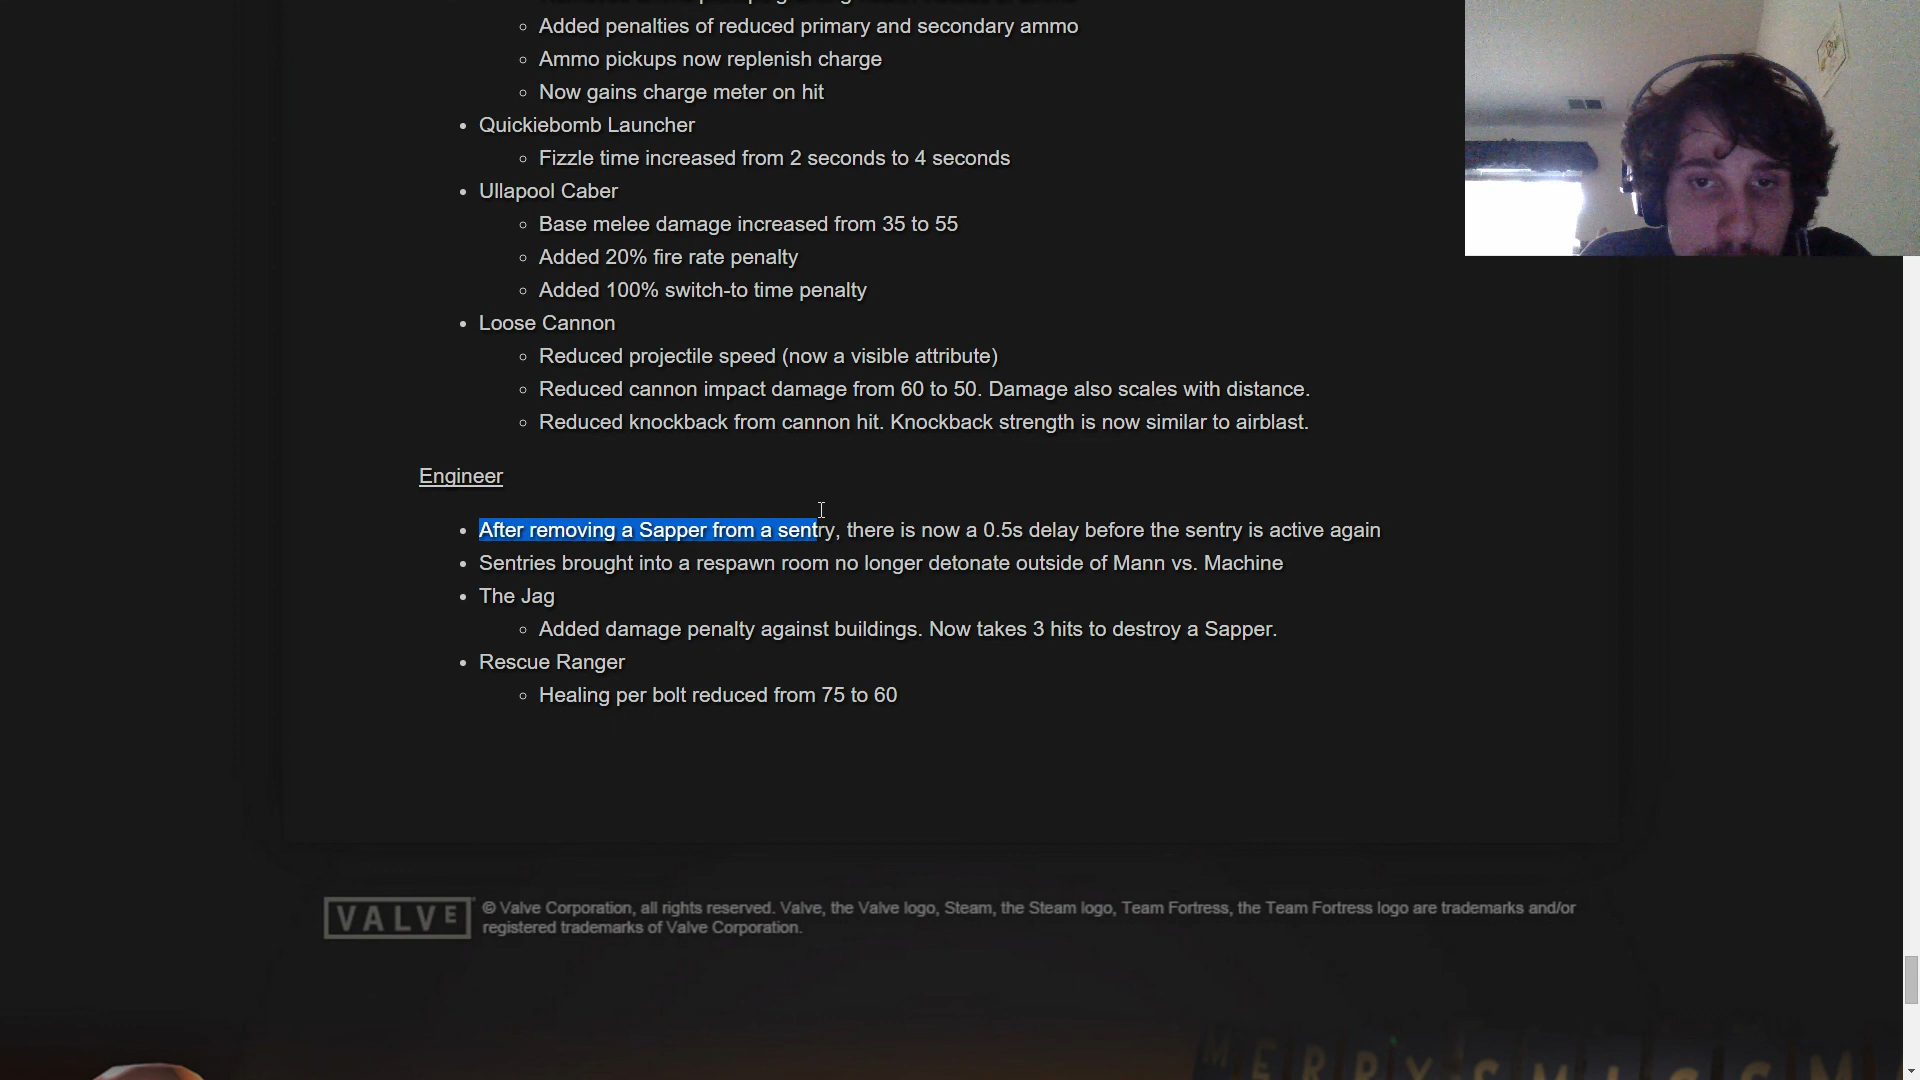 Added penalties of reduced primary and secondary ammo
Ammo pickups now replenish charge
Now gains charge meter on hit
Quickiebomb Launcher
Fizzle time increased from 2 seconds to 4 seconds
Ullapool Caber
Base melee damage increased from 35 to 55
Added 20% fire rate penalty
Added 100% switch-to time penalty
Loose Cannon
Reduced projectile speed (now a visible attribute)
Reduced cannon impact damage from 60 to 50. Damage also scales with distance.
Reduced knockback from cannon hit. Knockback strength is now similar to airblast.
Engineer
After removing a Sapper from a sentry, there is now a 0.5s delay before the sentry is active again
Sentries brought into a respawn room no longer detonate outside of Mann vs. Machine
The Jag
Added damage penalty against buildings. Now takes 3 hits to destroy a Sapper.
Rescue Ranger
Healing per bolt reduced from 75 to 60
VALVE
© Valve Corporation, all rights reserved. Valve, the Valve logo, Steam, the Steam logo, Team Fortress, the Team Fortress logo are trademarks and/or
registered trademarks of Valve Corporation.
MERRY SMISSM